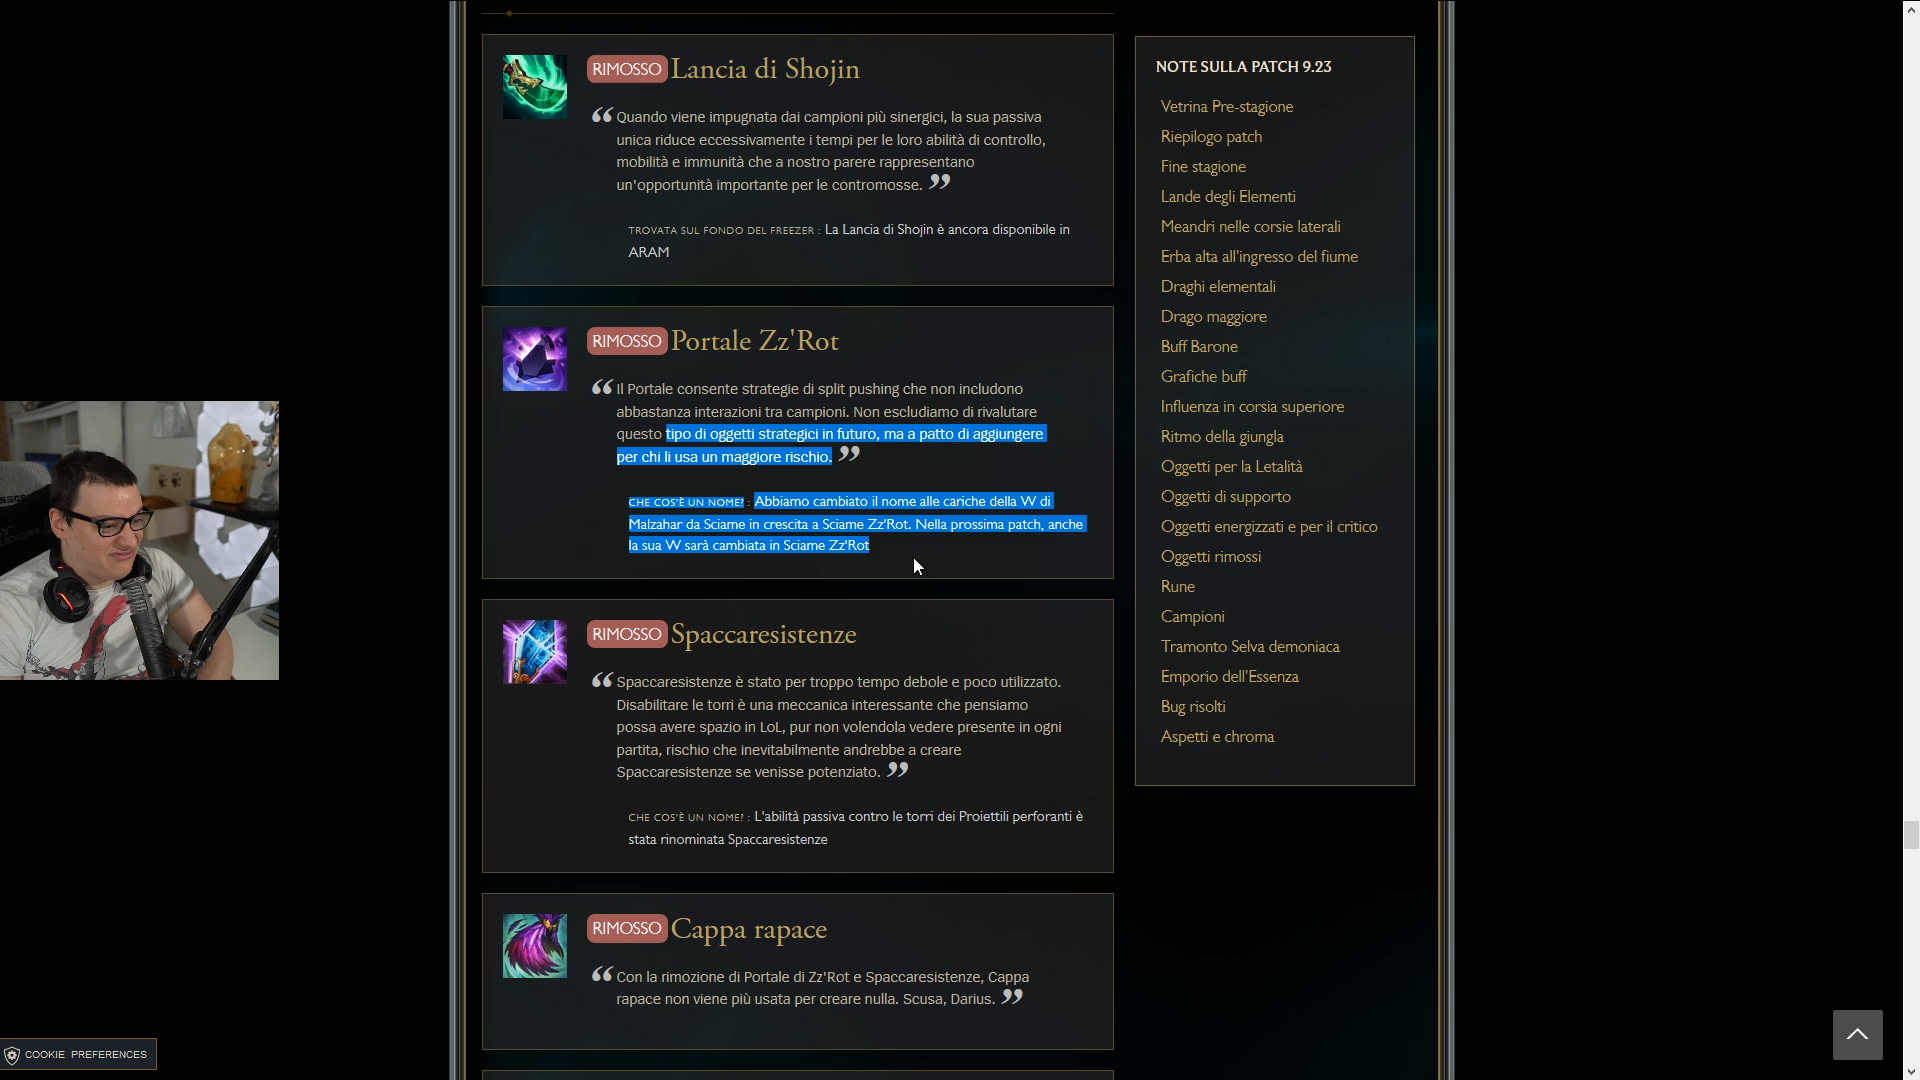 RIMOSSO Lancia di Shojin
“ Quando viene impugnata dai campioni più sinergici, la sua passiva
unica riduce eccessivamente i tempi per le loro abilità di controllo,
mobilità e immunità che a nostro parere rappresentano
un'opportunità importante per le contromosse. ”
TROVATA SUL FONDO DEL FREEZER : La Lancia di Shojin è ancora disponibile in
ARAM
RIMOSSO Portale Zz'Rot
“ Il Portale consente strategie di split pushing che non includono
abbastanza interazioni tra campioni. Non escludiamo di rivalutare
questo tipo di oggetti strategici in futuro, ma a patto di aggiungere
per chi li usa un maggiore rischio. ”
CHE COS'È UN NOME? : Abbiamo cambiato il nome alle cariche della W di
Malzahar da Sciame in crescita a Sciame Zz'Rot. Nella prossima patch, anche
la sua W sarà cambiata in Sciame Zz'Rot
RIMOSSO Spaccaresistenze
“ Spaccaresistenze è stato per troppo tempo debole e poco utilizzato.
Disabilitare le torri è una meccanica interessante che pensiamo
possa avere spazio in LoL, pur non volendola vedere presente in ogni
partita, rischio che inevitabilmente andrebbe a creare
Spaccaresistenze se venisse potenziato. ”
CHE COS'È UN NOME? : L'abilità passiva contro le torri dei Proiettili perforanti è
stata rinominata Spaccaresistenze
RIMOSSO Cappa rapace
“ Con la rimozione di Portale di Zz'Rot e Spaccaresistenze, Cappa
rapace non viene più usata per creare nulla. Scusa, Darius. ”
NOTE SULLA PATCH 9.23
Vetrina Pre-stagione
Riepilogo patch
Fine stagione
Lande degli Elementi
Meandri nelle corsie laterali
Erba alta all'ingresso del fiume
Draghi elementali
Drago maggiore
Buff Barone
Grafiche buff
Influenza in corsia superiore
Ritmo della giungla
Oggetti per la Letalità
Oggetti di supporto
Oggetti energizzati e per il critico
Oggetti rimossi
Rune
Campioni
Tramonto Selva demoniaca
Emporio dell'Essenza
Bug risolti
Aspetti e chroma
COOKIE PREFERENCES